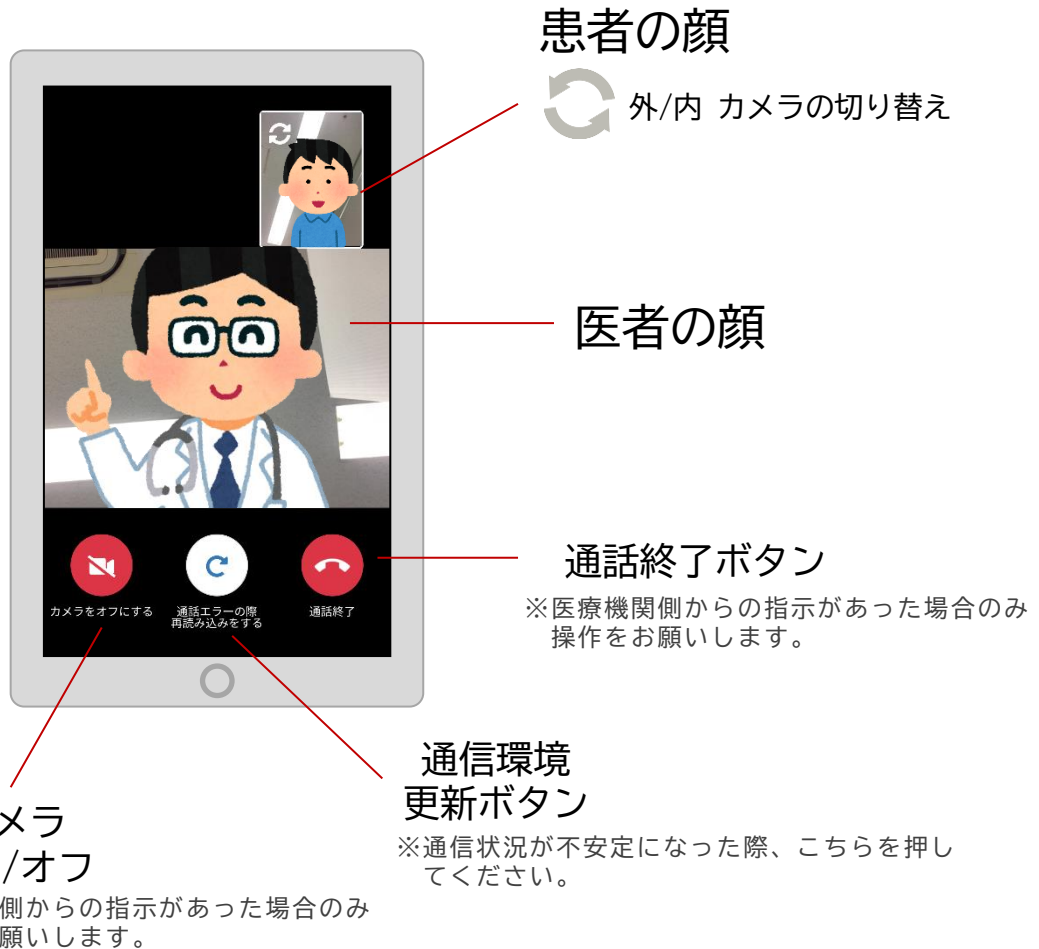 患者の顔
外/内 カメラの切り替え
医者の顔
カメラをオフにする
通話エラーの際
再読み込みをする
通話終了
通話終了ボタン
※医療機関側からの指示があった場合のみ
操作をお願いします。
通信環境
更新ボタン
※通信状況が不安定になった際、こちらを押し
てください。
メラ
/オフ
側からの指示があった場合のみ
願いします。